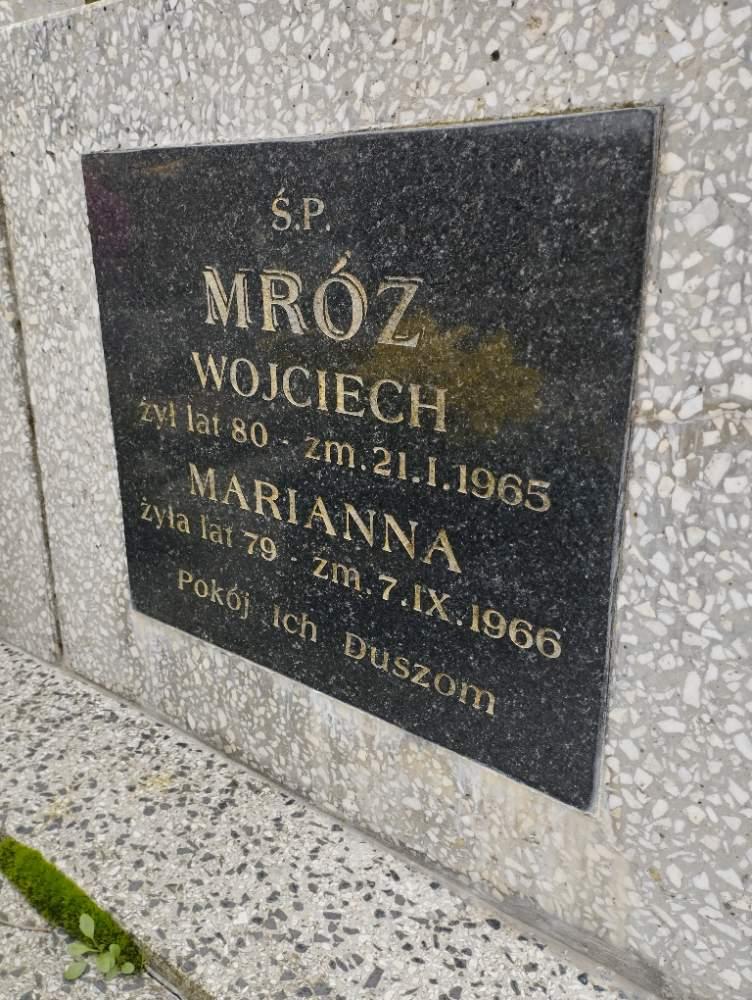 Ś.P.
MRÓZ
WOJCIECH
żył lat 80 - zm. 21.I.1965
MARIANNA
żyła lat 79 - zm. 7.IX.1966
Pokój Ich Duszom